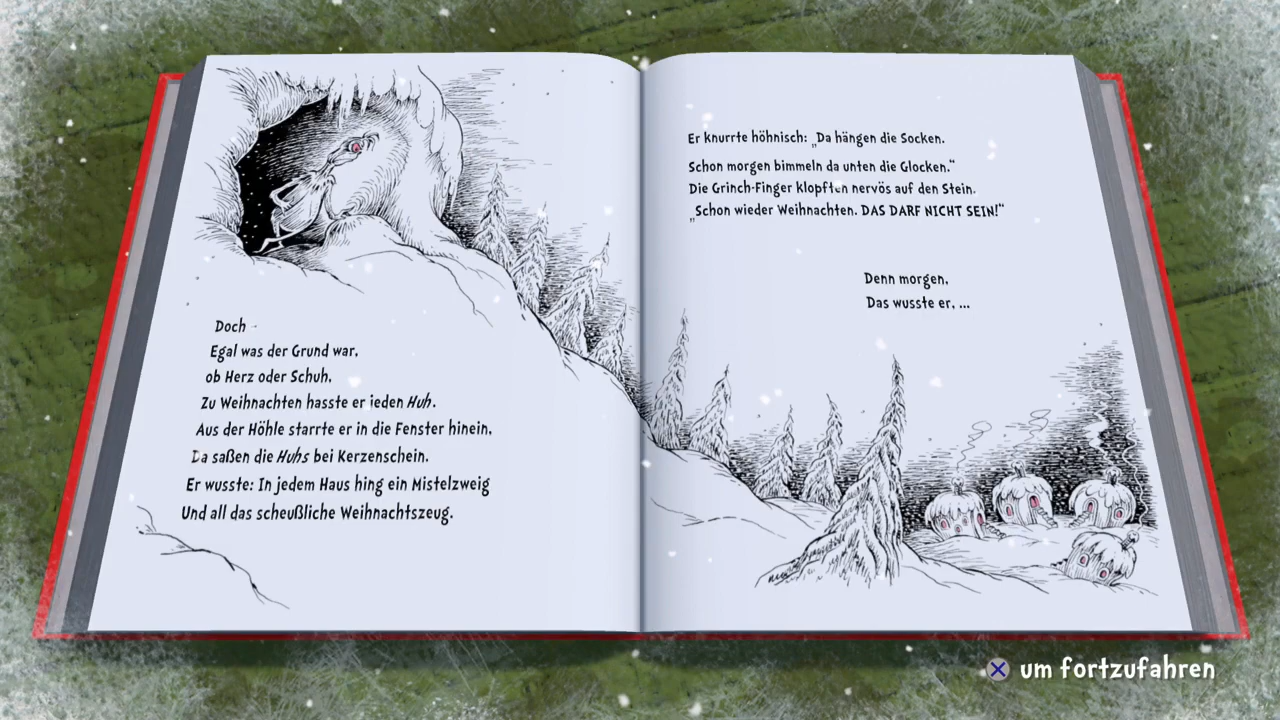 Doch -
Egal was der Grund war,
ob Herz oder Schuh,
Zu Weihnachten hasste er jeden Huh.
Aus der Höhle starrte er in die Fenster hinein,
Da saßen die Huhs bei Kerzenschein.
Er wusste: In jedem Haus hing ein Mistelzweig
Und all das scheußliche Weihnachtszeug.
Er knurrte höhnisch: „Da hängen die Socken.
Schon morgen bimmeln da unten die Glocken.“
Die Grinch-Finger klopften nervös auf den Stein.
„Schon wieder Weihnachten. DAS DARF NICHT SEIN!“
Denn morgen,
Das wusste er, ...
um fortzufahren